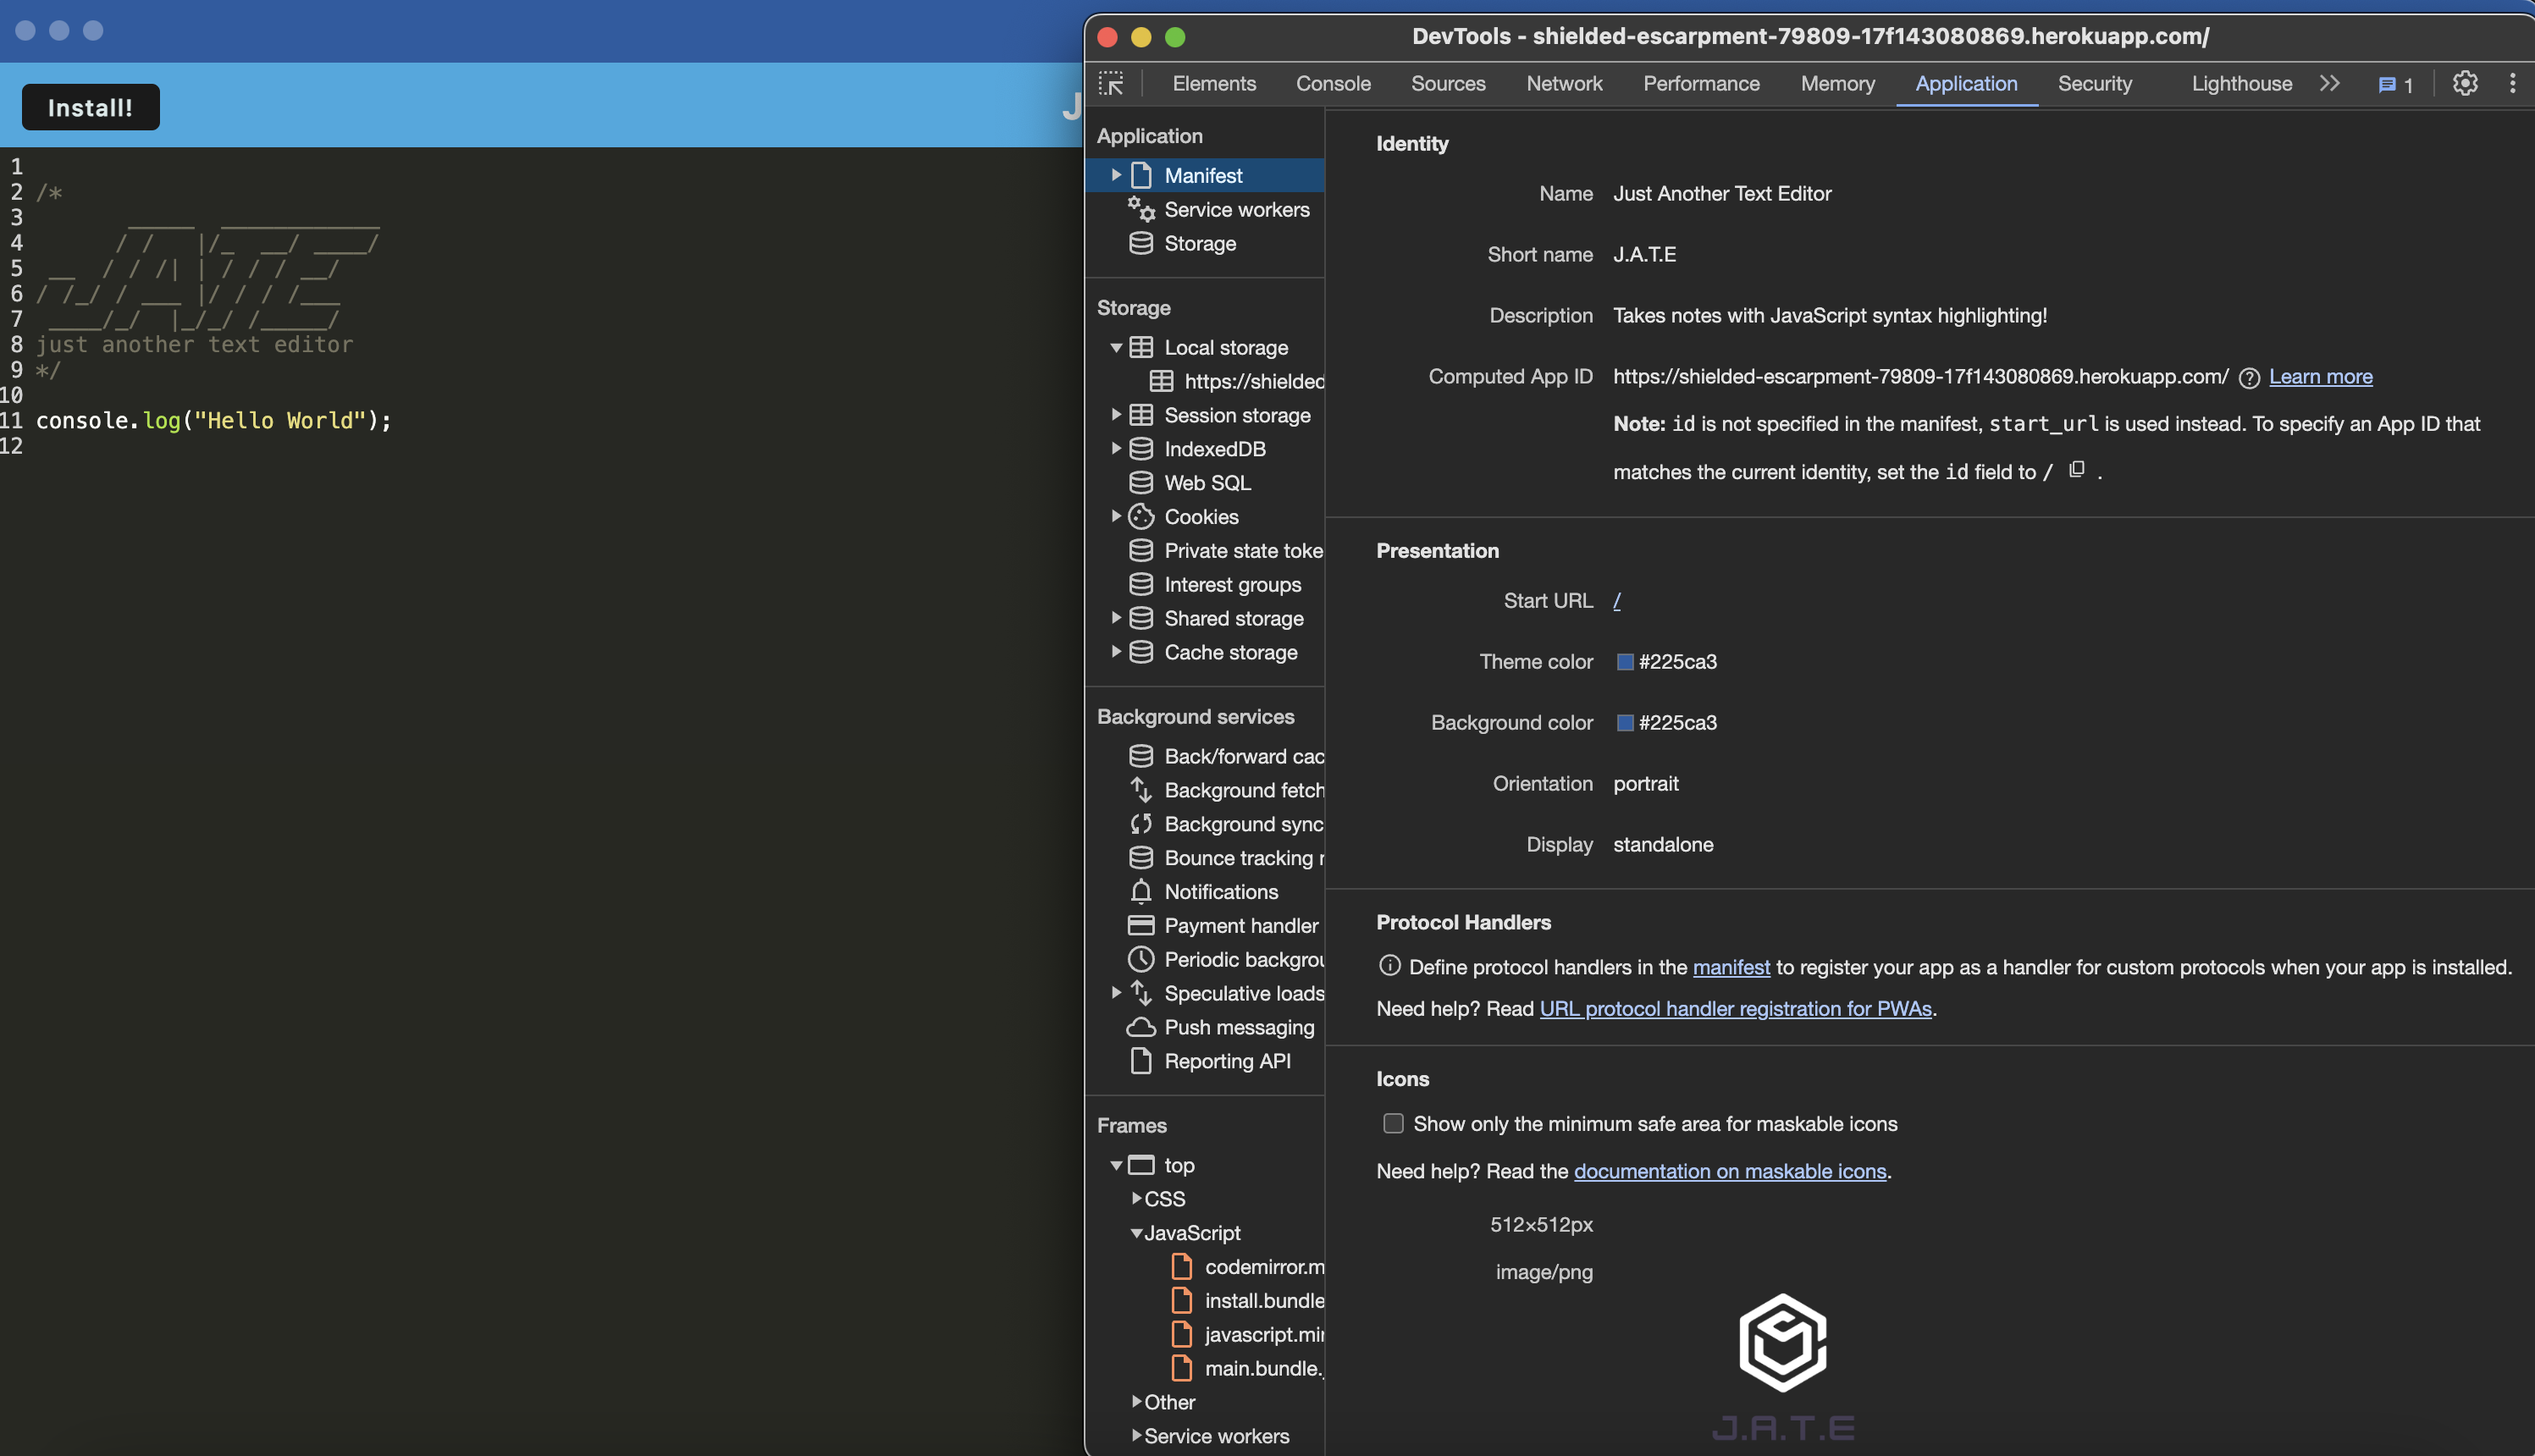 Install!
J
1
2 /*
3
4
5
6
7
8 just another text editor
9 */
10
11 console.log("Hello World");
12
DevTools - shielded-escarpment-79809-17f143080869.herokuapp.com/
Elements Console Sources Network Performance Memory Application Security Lighthouse 1
Application
Manifest
Service workers
Storage
Storage
Local storage
https://shielded
Session storage
IndexedDB
Web SQL
Cookies
Private state toke
Interest groups
Shared storage
Cache storage
Background services
Back/forward cac
Background fetch
Background sync
Bounce tracking
Notifications
Payment handler
Periodic backgrou
Speculative loads
Push messaging
Reporting API
Frames
top
CSS
JavaScript
codemirror.m
install.bundle
javascript.min
main.bundle.
Other
Service workers
Identity
Name Just Another Text Editor
Short name J.A.T.E
Description Takes notes with JavaScript syntax highlighting!
Computed App ID https://shielded-escarpment-79809-17f143080869.herokuapp.com/ Learn more
Note: id is not specified in the manifest, start_url is used instead. To specify an App ID that
matches the current identity, set the id field to / .
Presentation
Start URL /
Theme color #225ca3
Background color #225ca3
Orientation portrait
Display standalone
Protocol Handlers
Define protocol handlers in the manifest to register your app as a handler for custom protocols when your app is installed.
Need help? Read URL protocol handler registration for PWAs.
Icons
Show only the minimum safe area for maskable icons
Need help? Read the documentation on maskable icons.
512×512px
image/png
J.A.T.E